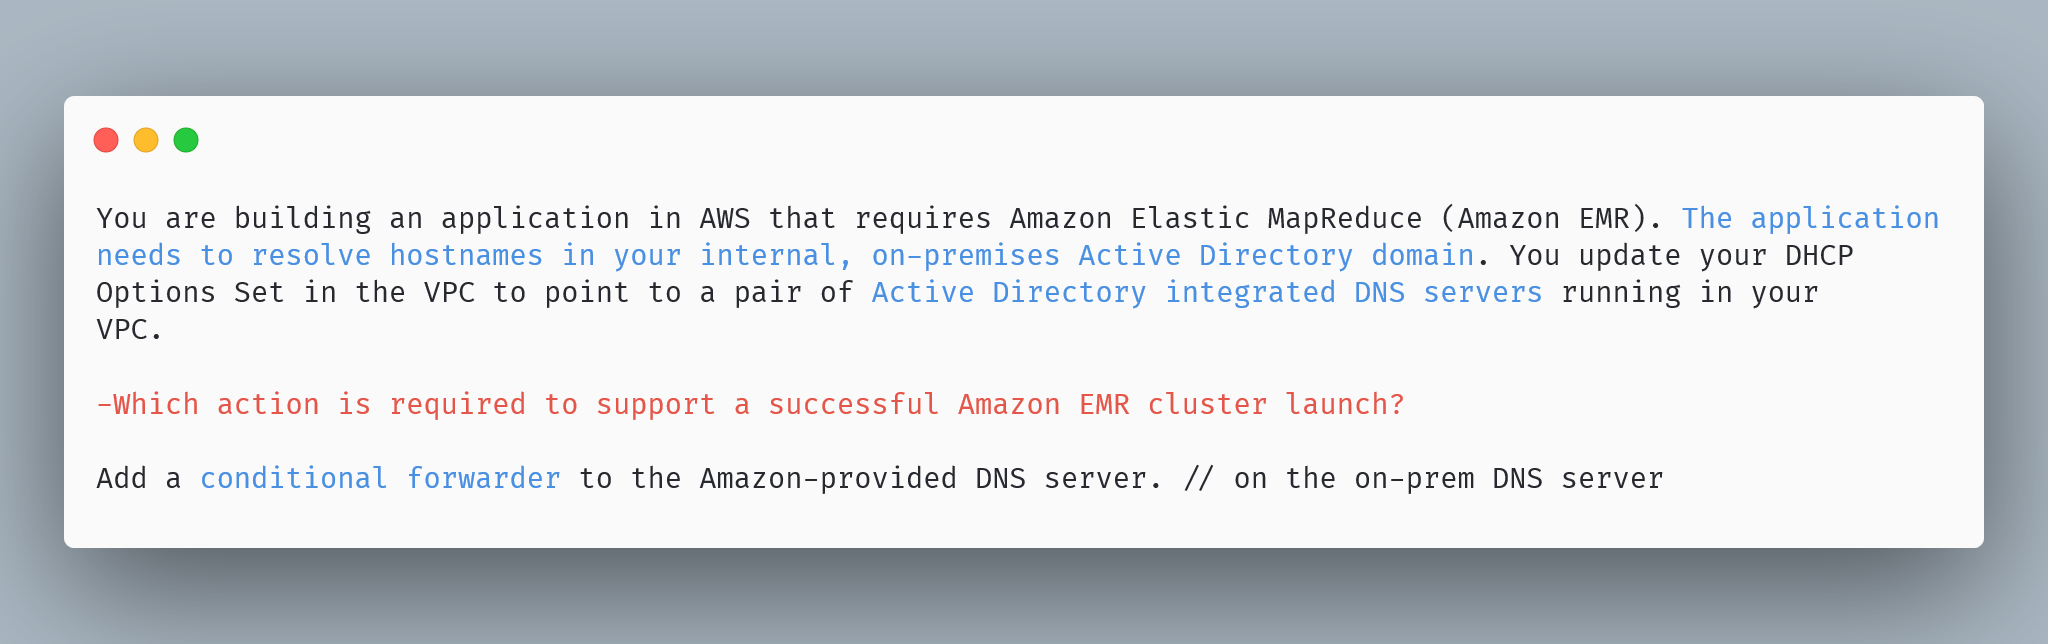 You are building an application in AWS that requires Amazon Elastic MapReduce (Amazon EMR). The application
needs to resolve hostnames in your internal, on-premises Active Directory domain. You update your DHCP
Options Set in the VPC to point to a pair of Active Directory integrated DNS servers running in your
VPC.
-Which action is required to support a successful Amazon EMR cluster launch?
Add a conditional forwarder to the Amazon-provided DNS server. // on the on-prem DNS server